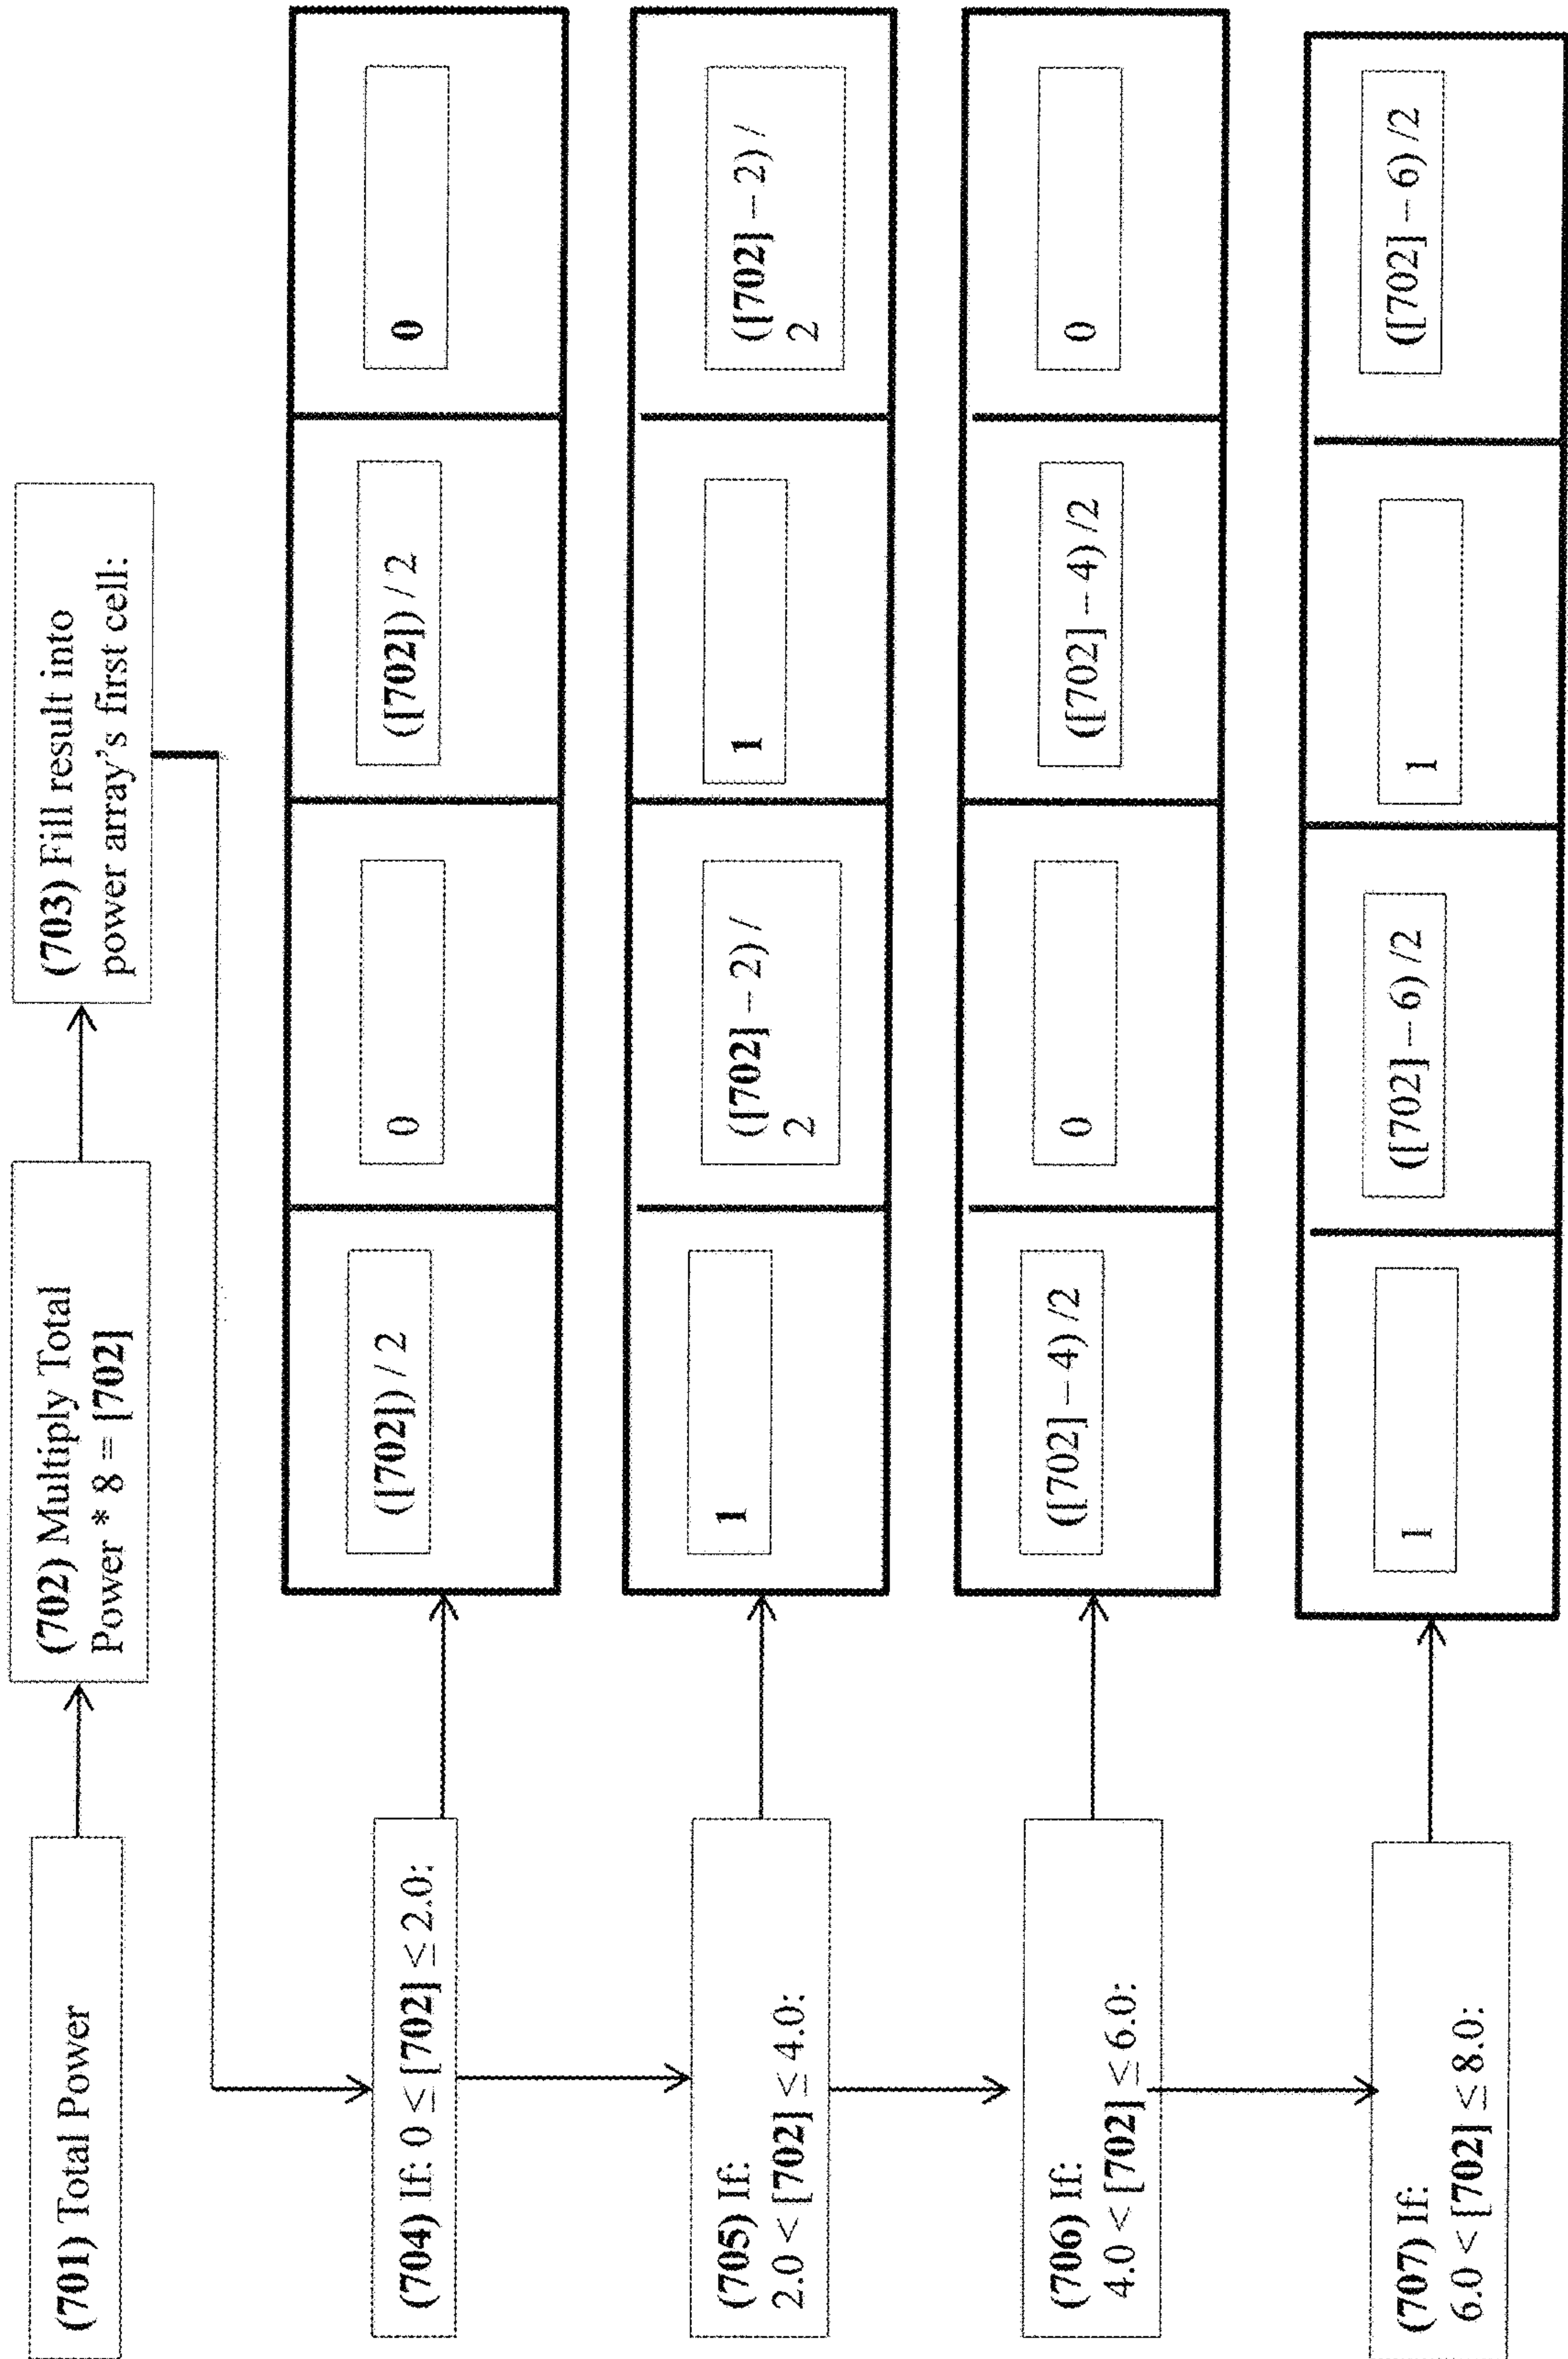 (701) Total Power
(702) Multiply Total
Power * 8 = [702]
(703) Fill result into
power array's first cell:
(704) If: 0 ≤ [702] ≤ 2.0:
([702]) / 2
0
([702]) / 2
0
(705) If:
2.0 < [702] ≤ 4.0:
1
([702] – 2) /
2
1
([702] – 2) /
2
(706) If:
4.0 < [702] ≤ 6.0:
([702] – 4) /2
0
([702] – 4) /2
0
(707) If:
6.0 < [702] ≤ 8.0:
1
([702] – 6) /2
1
([702] – 6) /2